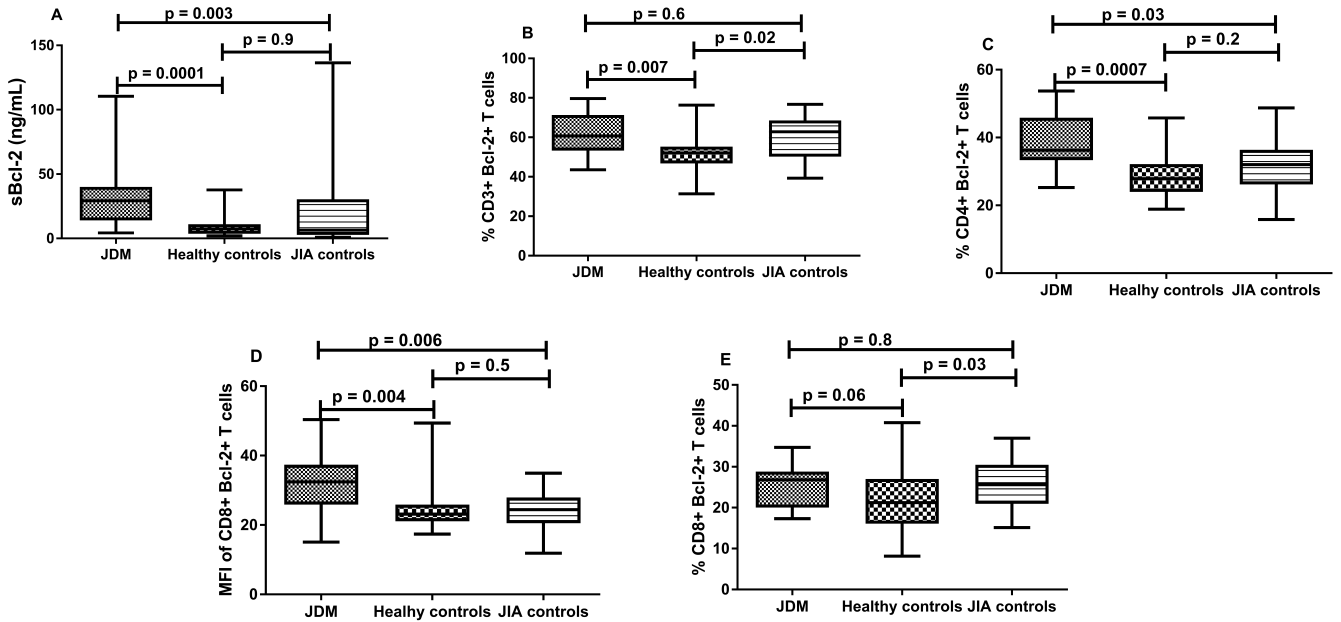 A
p = 0.003
p = 0.9
p = 0.0001
sBcl-2 (ng/mL)
150
100
50
0
JDM
Healthy controls
JIA controls
B
p = 0.6
p = 0.02
p = 0.007
% CD3+ Bcl-2+ T cells
100
80
60
40
20
0
JDM
Healthy controls
JIA controls
C
p = 0.03
p = 0.2
p = 0.0007
% CD4+ Bcl-2+ T cells
60
40
20
0
JDM
Healhy controls
JIA controls
D
p = 0.006
p = 0.5
p = 0.004
MFI of CD8+ Bcl-2+ T cells
60
40
20
0
JDM
Healhy controls
JIA controls
E
p = 0.8
p = 0.03
p = 0.06
% CD8+ Bcl-2+ T cells
50
40
30
20
10
0
JDM
Healthy controls
JIA controls